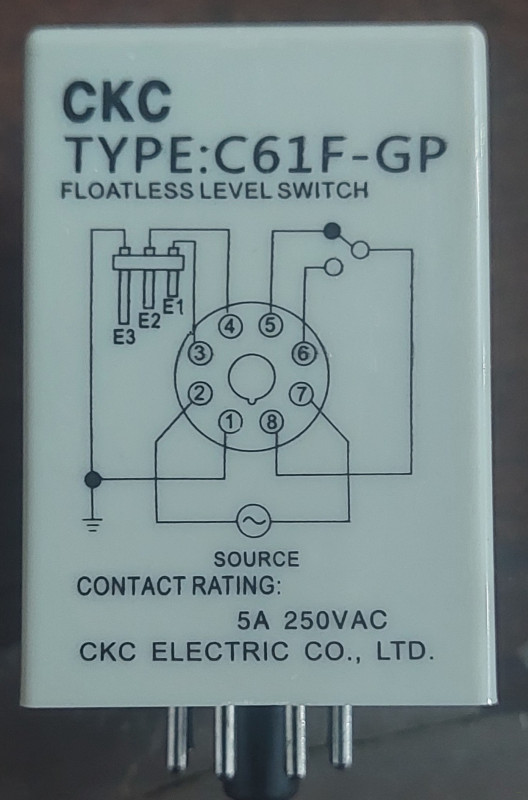 CKC
TYPE:C61F-GP
FLOATLESS LEVEL SWITCH
E1
E2
E3
4 5
3 6
2 7
1 8
SOURCE
CONTACT RATING:
5A 250VAC
CKC ELECTRIC CO., LTD.